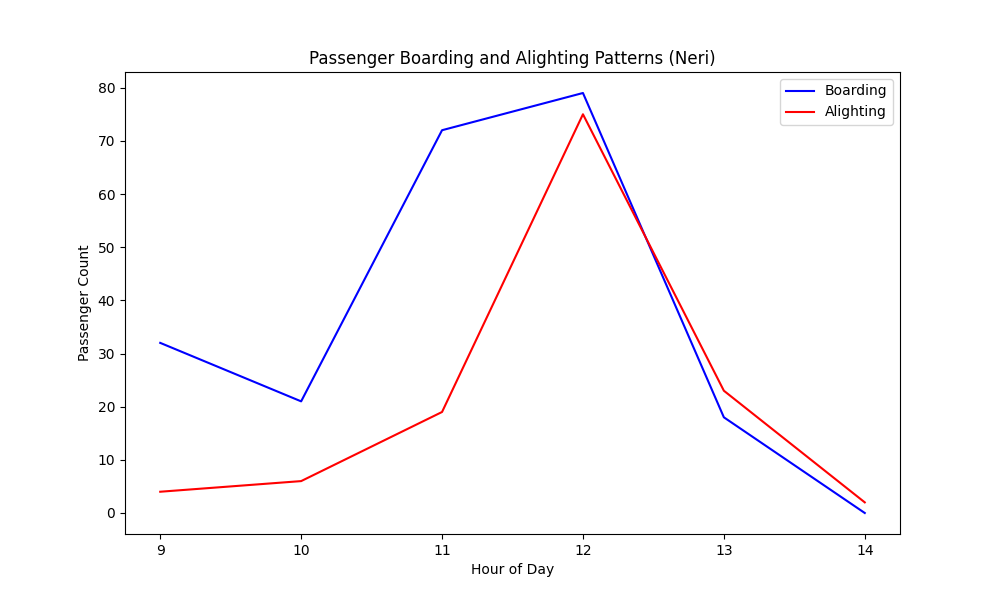 Passenger Boarding and Alighting Patterns (Neri)
Boarding
Alighting
Passenger Count
80
70
60
50
40
30
20
10
0
9 10 11 12 13 14
Hour of Day